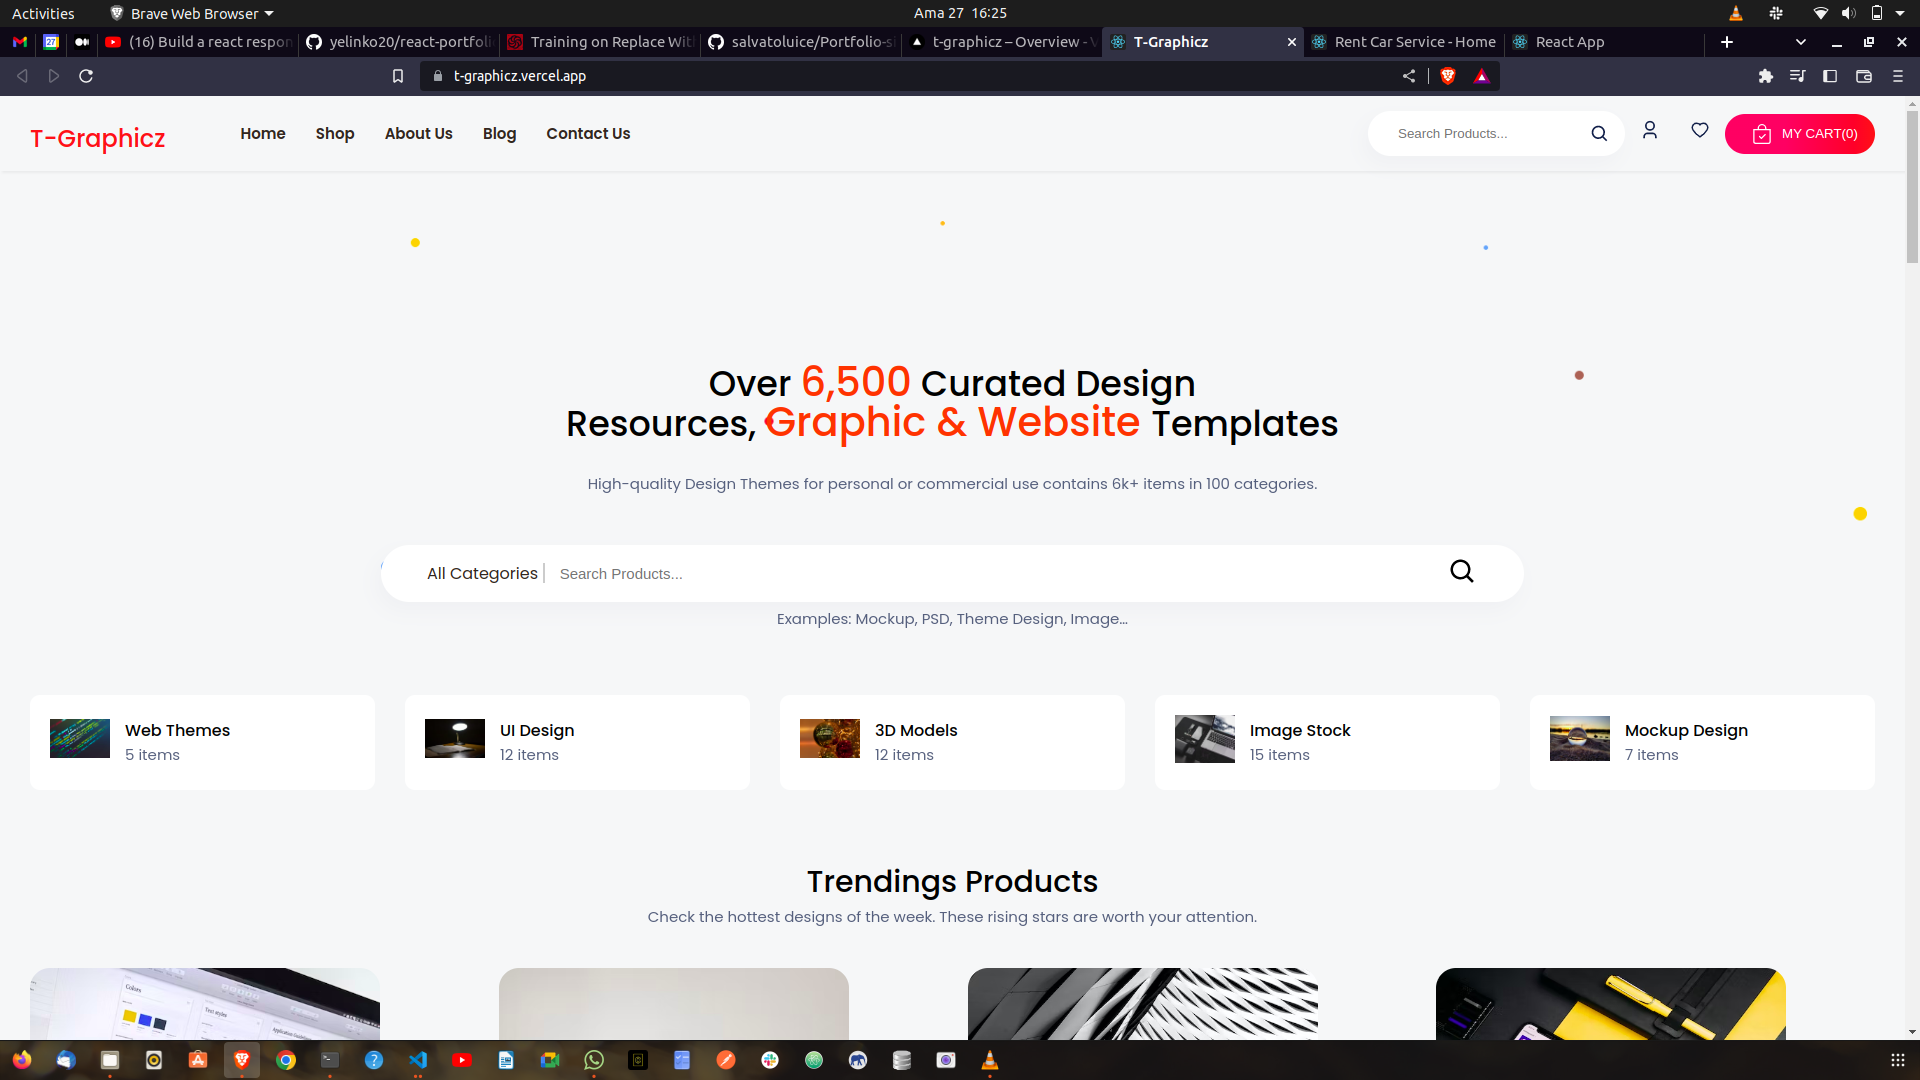 Activities
Brave Web Browser
Ama 27 16:25
27
(16) Build a react respon
yelinko20/react-portfoli
Training on Replace Wit
salvatoluice/Portfolio-si
t-graphicz – Overview - V
T-Graphicz
Rent Car Service - Home
React App
t-graphicz.vercel.app
T-Graphicz
Home
Shop
About Us
Blog
Contact Us
Search Products...
MY CART(0)
Over 6,500 Curated Design
Resources, Graphic & Website Templates
High-quality Design Themes for personal or commercial use contains 6k+ items in 100 categories.
All Categories
Search Products...
Examples: Mockup, PSD, Theme Design, Image...
Web Themes
5 items
UI Design
12 items
3D Models
12 items
Image Stock
15 items
Mockup Design
7 items
Trendings Products
Check the hottest designs of the week. These rising stars are worth your attention.
Colors
Text styles